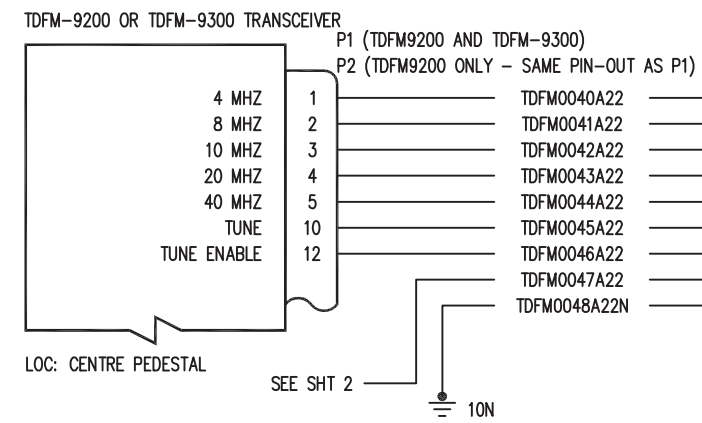 TDFM-9200 OR TDFM-9300 TRANSCEIVER
P1 (TDFM9200 AND TDFM-9300)
P2 (TDFM9200 ONLY - SAME PIN-OUT AS P1)
4 MHZ 1 TDFM0040A22
8 MHZ 2 TDFM0041A22
10 MHZ 3 TDFM0042A22
20 MHZ 4 TDFM0043A22
40 MHZ 5 TDFM0044A22
TUNE 10 TDFM0045A22
TUNE ENABLE 12 TDFM0046A22
TDFM0047A22
TDFM0048A22N
LOC: CENTRE PEDESTAL
SEE SHT 2
10N